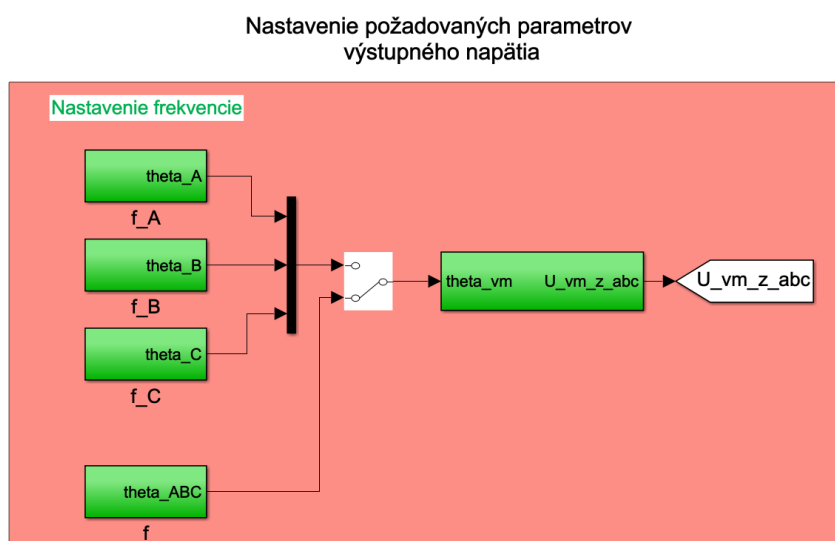 Nastavenie požadovaných parametrov
výstupného napätia
Nastavenie frekvencie
theta_A
f_A
theta_B
f_B
theta_C
f_C
theta_ABC
f
theta_vm U_vm_z_abc
U_vm_z_abc